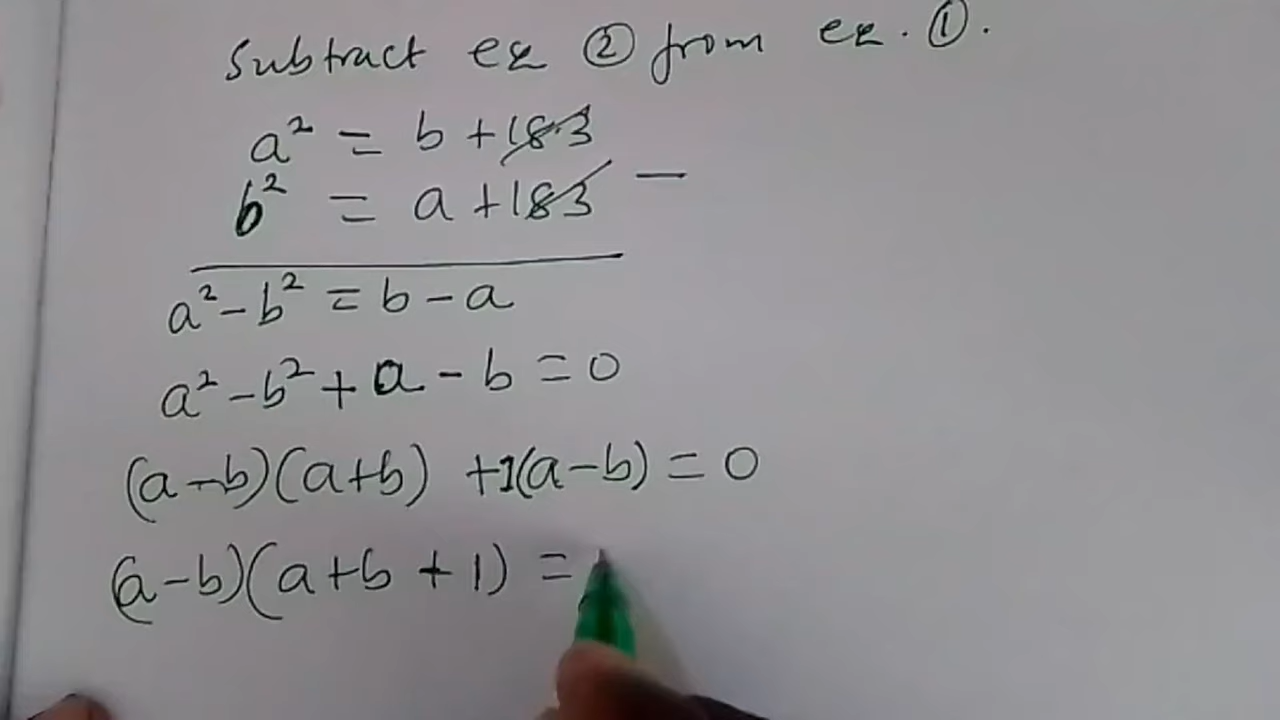 Subtract eq ② from eq. ①.
a² = b + 183
b² = a + 183 —
a² - b² = b - a
a² - b² + a - b = 0
(a - b)(a + b) + 1(a - b) = 0
(a - b)(a + b + 1) =